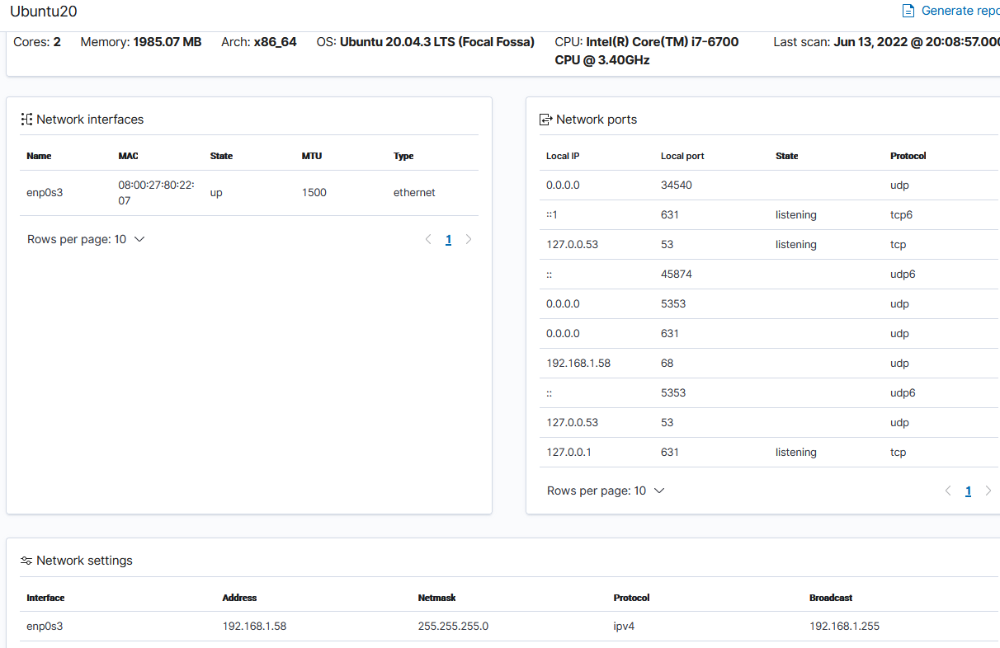 Ubuntu20
Generate repo
Cores: 2 Memory: 1985.07 MB Arch: x86_64 OS: Ubuntu 20.04.3 LTS (Focal Fossa) CPU: Intel(R) Core(TM) i7-6700 Last scan: Jun 13, 2022 @ 20:08:57.000
CPU @ 3.40GHz
Network interfaces
Name MAC State MTU Type
enp0s3 08:00:27:80:22: up 1500 ethernet
07
Rows per page: 10 1
Network ports
Local IP Local port State Protocol
0.0.0.0 34540 udp
::1 631 listening tcp6
127.0.0.53 53 listening tcp
:: 45874 udp6
0.0.0.0 5353 udp
0.0.0.0 631 udp
192.168.1.58 68 udp
:: 5353 udp6
127.0.0.53 53 udp
127.0.0.1 631 listening tcp
Rows per page: 10 1
Network settings
Interface Address Netmask Protocol Broadcast
enp0s3 192.168.1.58 255.255.255.0 ipv4 192.168.1.255